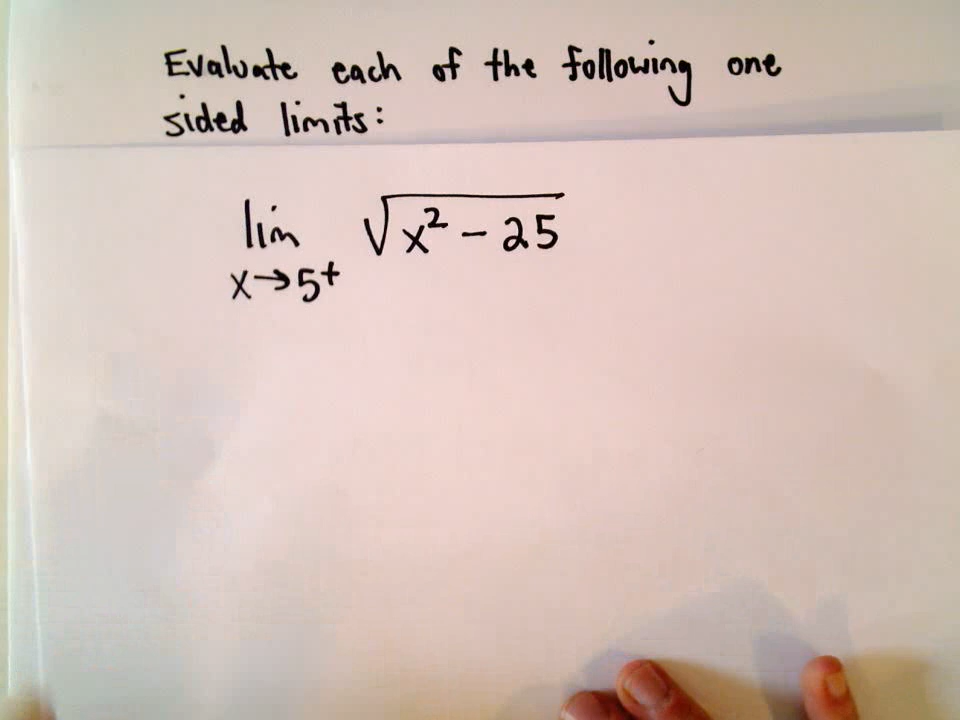 Evaluate each of the following one
sided limits:
lim √(x² - 25)
x→5⁺